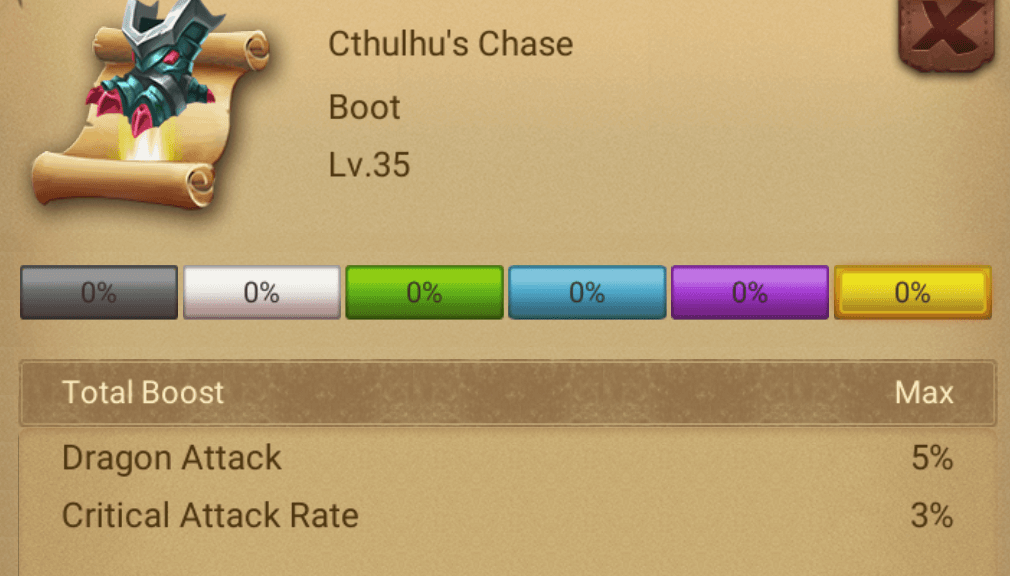 Cthulhu's Chase
Boot
Lv.35
0% 0% 0% 0% 0% 0%
Total Boost Max
Dragon Attack 5%
Critical Attack Rate 3%